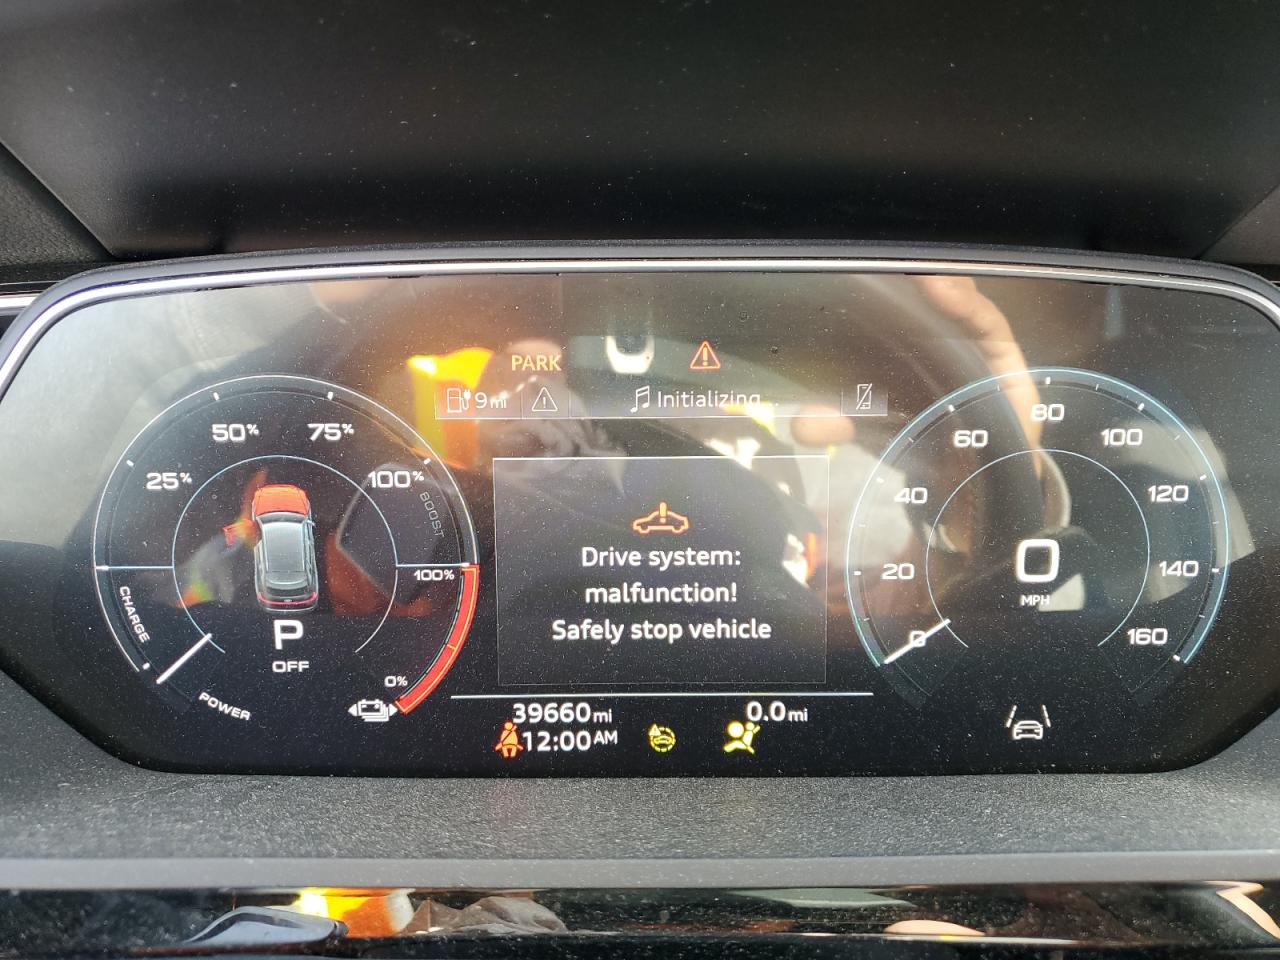 PARK
9mi
Initializing...
50%
75%
25%
100%
BOOST
100%
CHARGE
P
OFF
0%
POWER
Drive system:
malfunction!
Safely stop vehicle
39660mi
0.0mi
12:00AM
80
60
100
40
120
20
0
MPH
140
0
160